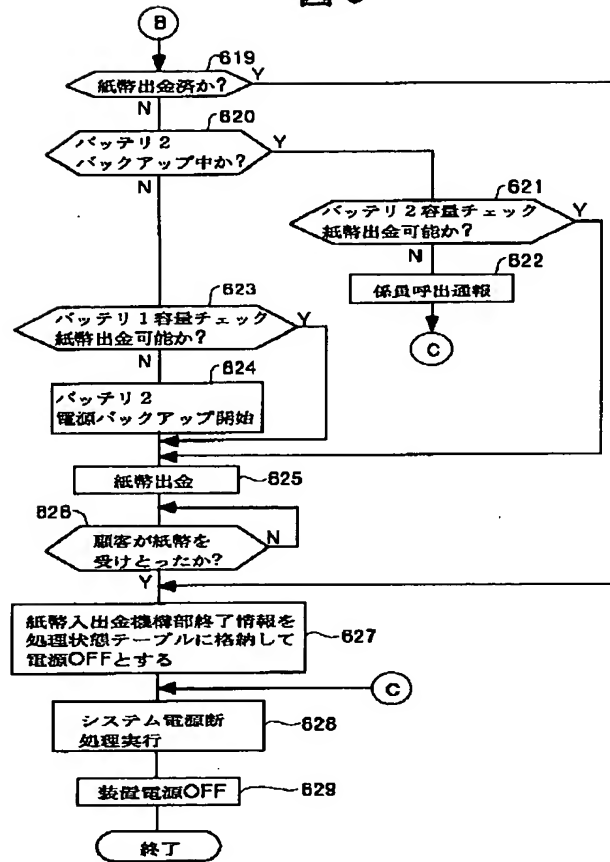 B
619
紙幣出金済か?
Y
N
620
バッテリ2
バックアップ中か?
Y
N
621
バッテリ2容量チェック
紙幣出金可能か?
Y
N
622
係員呼出通報
C
623
バッテリ1容量チェック
紙幣出金可能か?
Y
N
624
バッテリ2
電源バックアップ開始
紙幣出金
625
626
顧客が紙幣を
受けとったか?
N
Y
紙幣入出金機構部終了情報を
処理状態テーブルに格納して
電源OFFとする
627
C
システム電源断
処理実行
628
装置電源OFF
629
終了